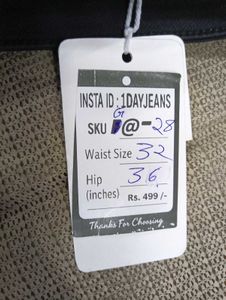 INSTA ID : 1DAYJEANS
SKU G@-28
Waist Size 32
Hip 36
(inches) Rs. 499/-
Thanks For Choosing